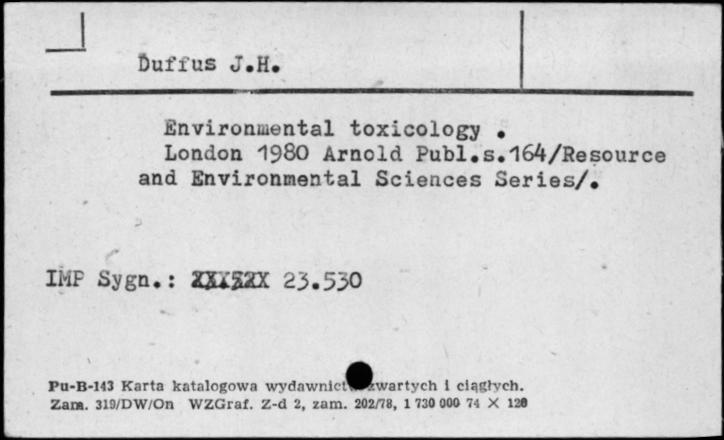 Duffus J.H.
Environmental toxicology .
London 1980 Arnold Publ.s.164/Resource
and Environmental Sciences Series/.
IMP Sygn.: 23.530
Pu-B-143 Karta katalogowa wydawnictw zwartych i ciągłych.
Zam. 319/DW/On WZGraf. Z-d 2, zam. 202/78, 1 730 000 74 X 120